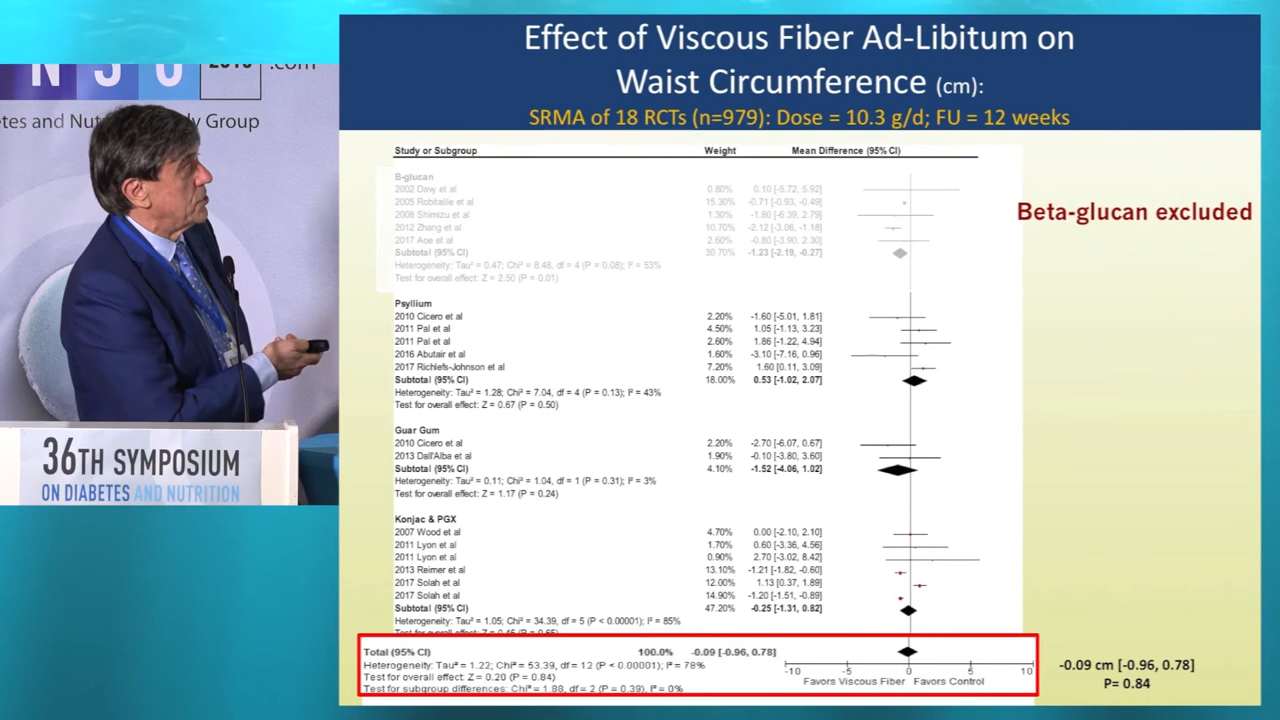 N S G 2018 .com
etes and Nutrition Study Group
36TH SYMPOSIUM
ON DIABETES AND NUTRITION
Effect of Viscous Fiber Ad-Libitum on
Waist Circumference (cm):
SRMA of 18 RCTs (n=979): Dose = 10.3 g/d; FU = 12 weeks
Study or Subgroup Weight Mean Difference (95% CI)
B-glucan
2002 Davy et al 0.80% 0.10 [-5.72, 5.92]
2005 Robitaille et al 15.30% -0.71 [-0.93, -0.49]
2008 Shimizu et al 1.30% -1.80 [-6.39, 2.79]
2012 Zhang et al 10.70% -2.12 [-3.06, -1.18]
2017 Aoe et al 2.60% -0.80 [-3.90, 2.30]
Subtotal (95% CI) 30.70% -1.23 [-2.19, -0.27]
Heterogeneity: Tau² = 0.47; Chi² = 8.48, df = 4 (P = 0.08); I² = 53%
Test for overall effect: Z = 2.50 (P = 0.01)
Beta-glucan excluded
Psyllium
2010 Cicero et al 2.20% -1.60 [-5.01, 1.81]
2011 Pal et al 4.50% 1.05 [-1.13, 3.23]
2011 Pal et al 2.60% 1.86 [-1.22, 4.94]
2016 Abutair et al 1.60% -3.10 [-7.16, 0.96]
2017 Richlefs-Johnson et al 7.20% 1.60 [0.11, 3.09]
Subtotal (95% CI) 18.00% 0.53 [-1.02, 2.07]
Heterogeneity: Tau² = 1.28; Chi² = 7.04, df = 4 (P = 0.13); I² = 43%
Test for overall effect: Z = 0.67 (P = 0.50)
Guar Gum
2010 Cicero et al 2.20% -2.70 [-6.07, 0.67]
2013 Dall'Alba et al 1.90% -0.10 [-3.80, 3.60]
Subtotal (95% CI) 4.10% -1.52 [-4.06, 1.02]
Heterogeneity: Tau² = 0.11; Chi² = 1.04, df = 1 (P = 0.31); I² = 3%
Test for overall effect: Z = 1.17 (P = 0.24)
Konjac & PGX
2007 Wood et al 4.70% 0.00 [-2.10, 2.10]
2011 Lyon et al 1.70% 0.60 [-3.36, 4.56]
2011 Lyon et al 0.90% 2.70 [-3.02, 8.42]
2013 Reimer et al 13.10% -1.21 [-1.82, -0.60]
2017 Solah et al 12.00% 1.13 [0.37, 1.89]
2017 Solah et al 14.90% -1.20 [-1.51, -0.89]
Subtotal (95% CI) 47.20% -0.25 [-1.31, 0.82]
Heterogeneity: Tau² = 1.05; Chi² = 34.39, df = 5 (P < 0.00001); I² = 85%
Test for overall effect: Z = 0.46 (P = 0.65)
Total (95% CI) 100.0% -0.09 [-0.96, 0.78]
Heterogeneity: Tau² = 1.22; Chi² = 53.39, df = 12 (P < 0.00001); I² = 78%
Test for overall effect: Z = 0.20 (P = 0.84)
Test for subgroup differences: Chi² = 1.88, df = 2 (P = 0.39), I² = 0%
-10 -5 0 5 10
Favors Viscous Fiber Favors Control
-0.09 cm [-0.96, 0.78]
P= 0.84